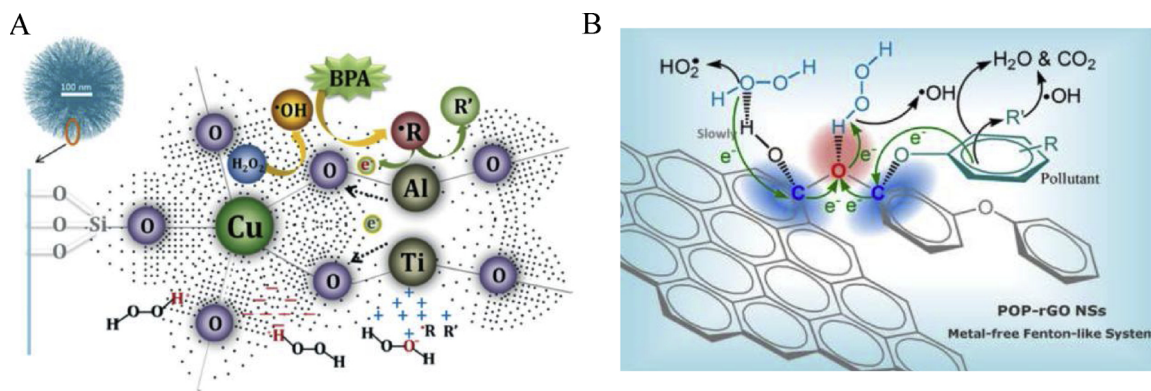 A
100 nm
BPA
•OH
•R
R'
H₂O₂
O
O
e⁻
Al
O
O
O
O
Si
O
Cu
e⁻
Ti
O
O
O
H O O H
H O O H
•R R'
H O O⁻ H
B
HO₂•
H O O H
H
O
O
H
H₂O & CO₂
•OH
•OH
R'
Slowly
H
H
e⁻
e⁻
e⁻
R
O
O
O
Pollutant
C
C
e⁻ e⁻
O
POP-rGO NSs
Metal-free Fenton-like System